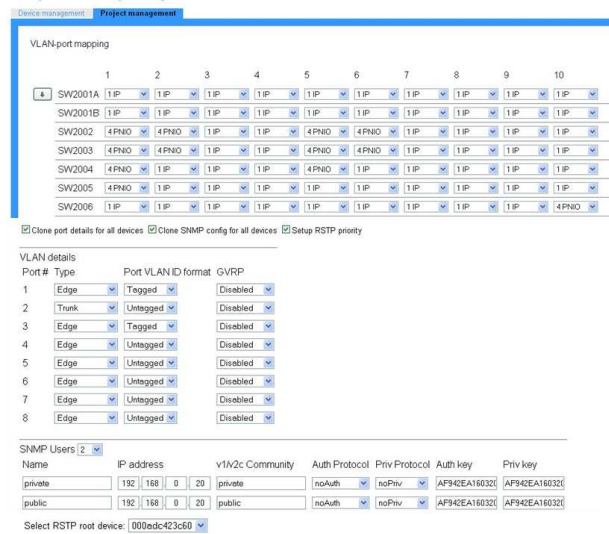 Device management Project management
VLAN-port mapping
1 2 3 4 5 6 7 8 9 10
SW2001A 1 IP 1 IP 1 IP 1 IP 1 IP 1 IP 1 IP 1 IP 1 IP 1 IP
SW2001B 1 IP 1 IP 1 IP 1 IP 1 IP 1 IP 1 IP 1 IP 1 IP 1 IP
SW2002 4 PNIO 4 PNIO 1 IP 1 IP 4 PNIO 4 PNIO 1 IP 1 IP 1 IP 1 IP
SW2003 4 PNIO 4 PNIO 1 IP 1 IP 4 PNIO 4 PNIO 1 IP 1 IP 1 IP 1 IP
SW2004 4 PNIO 1 IP 1 IP 1 IP 4 PNIO 4 PNIO 1 IP 1 IP 1 IP 1 IP
SW2005 4 PNIO 1 IP 1 IP 1 IP 1 IP 1 IP 1 IP 1 IP 1 IP 1 IP
SW2006 1 IP 1 IP 1 IP 1 IP 1 IP 1 IP 1 IP 1 IP 1 IP 4 PNIO
Clone port details for all devices Clone SNMP config for all devices Setup RSTP priority
VLAN details
Port # Type Port VLAN ID format GVRP
1 Edge Tagged Disabled
2 Trunk Untagged Disabled
3 Edge Tagged Disabled
4 Edge Untagged Disabled
5 Edge Untagged Disabled
6 Edge Untagged Disabled
7 Edge Untagged Disabled
8 Edge Untagged Disabled
SNMP Users 2
Name IP address v1/v2c Community Auth Protocol Priv Protocol Auth key Priv key
private 192 . 168 . 0 . 20 private noAuth noPriv AF942EA16032( AF942EA16032(
public 192 . 168 . 0 . 20 public noAuth noPriv AF942EA16032( AF942EA16032(
Select RSTP root device: 000adc423c60